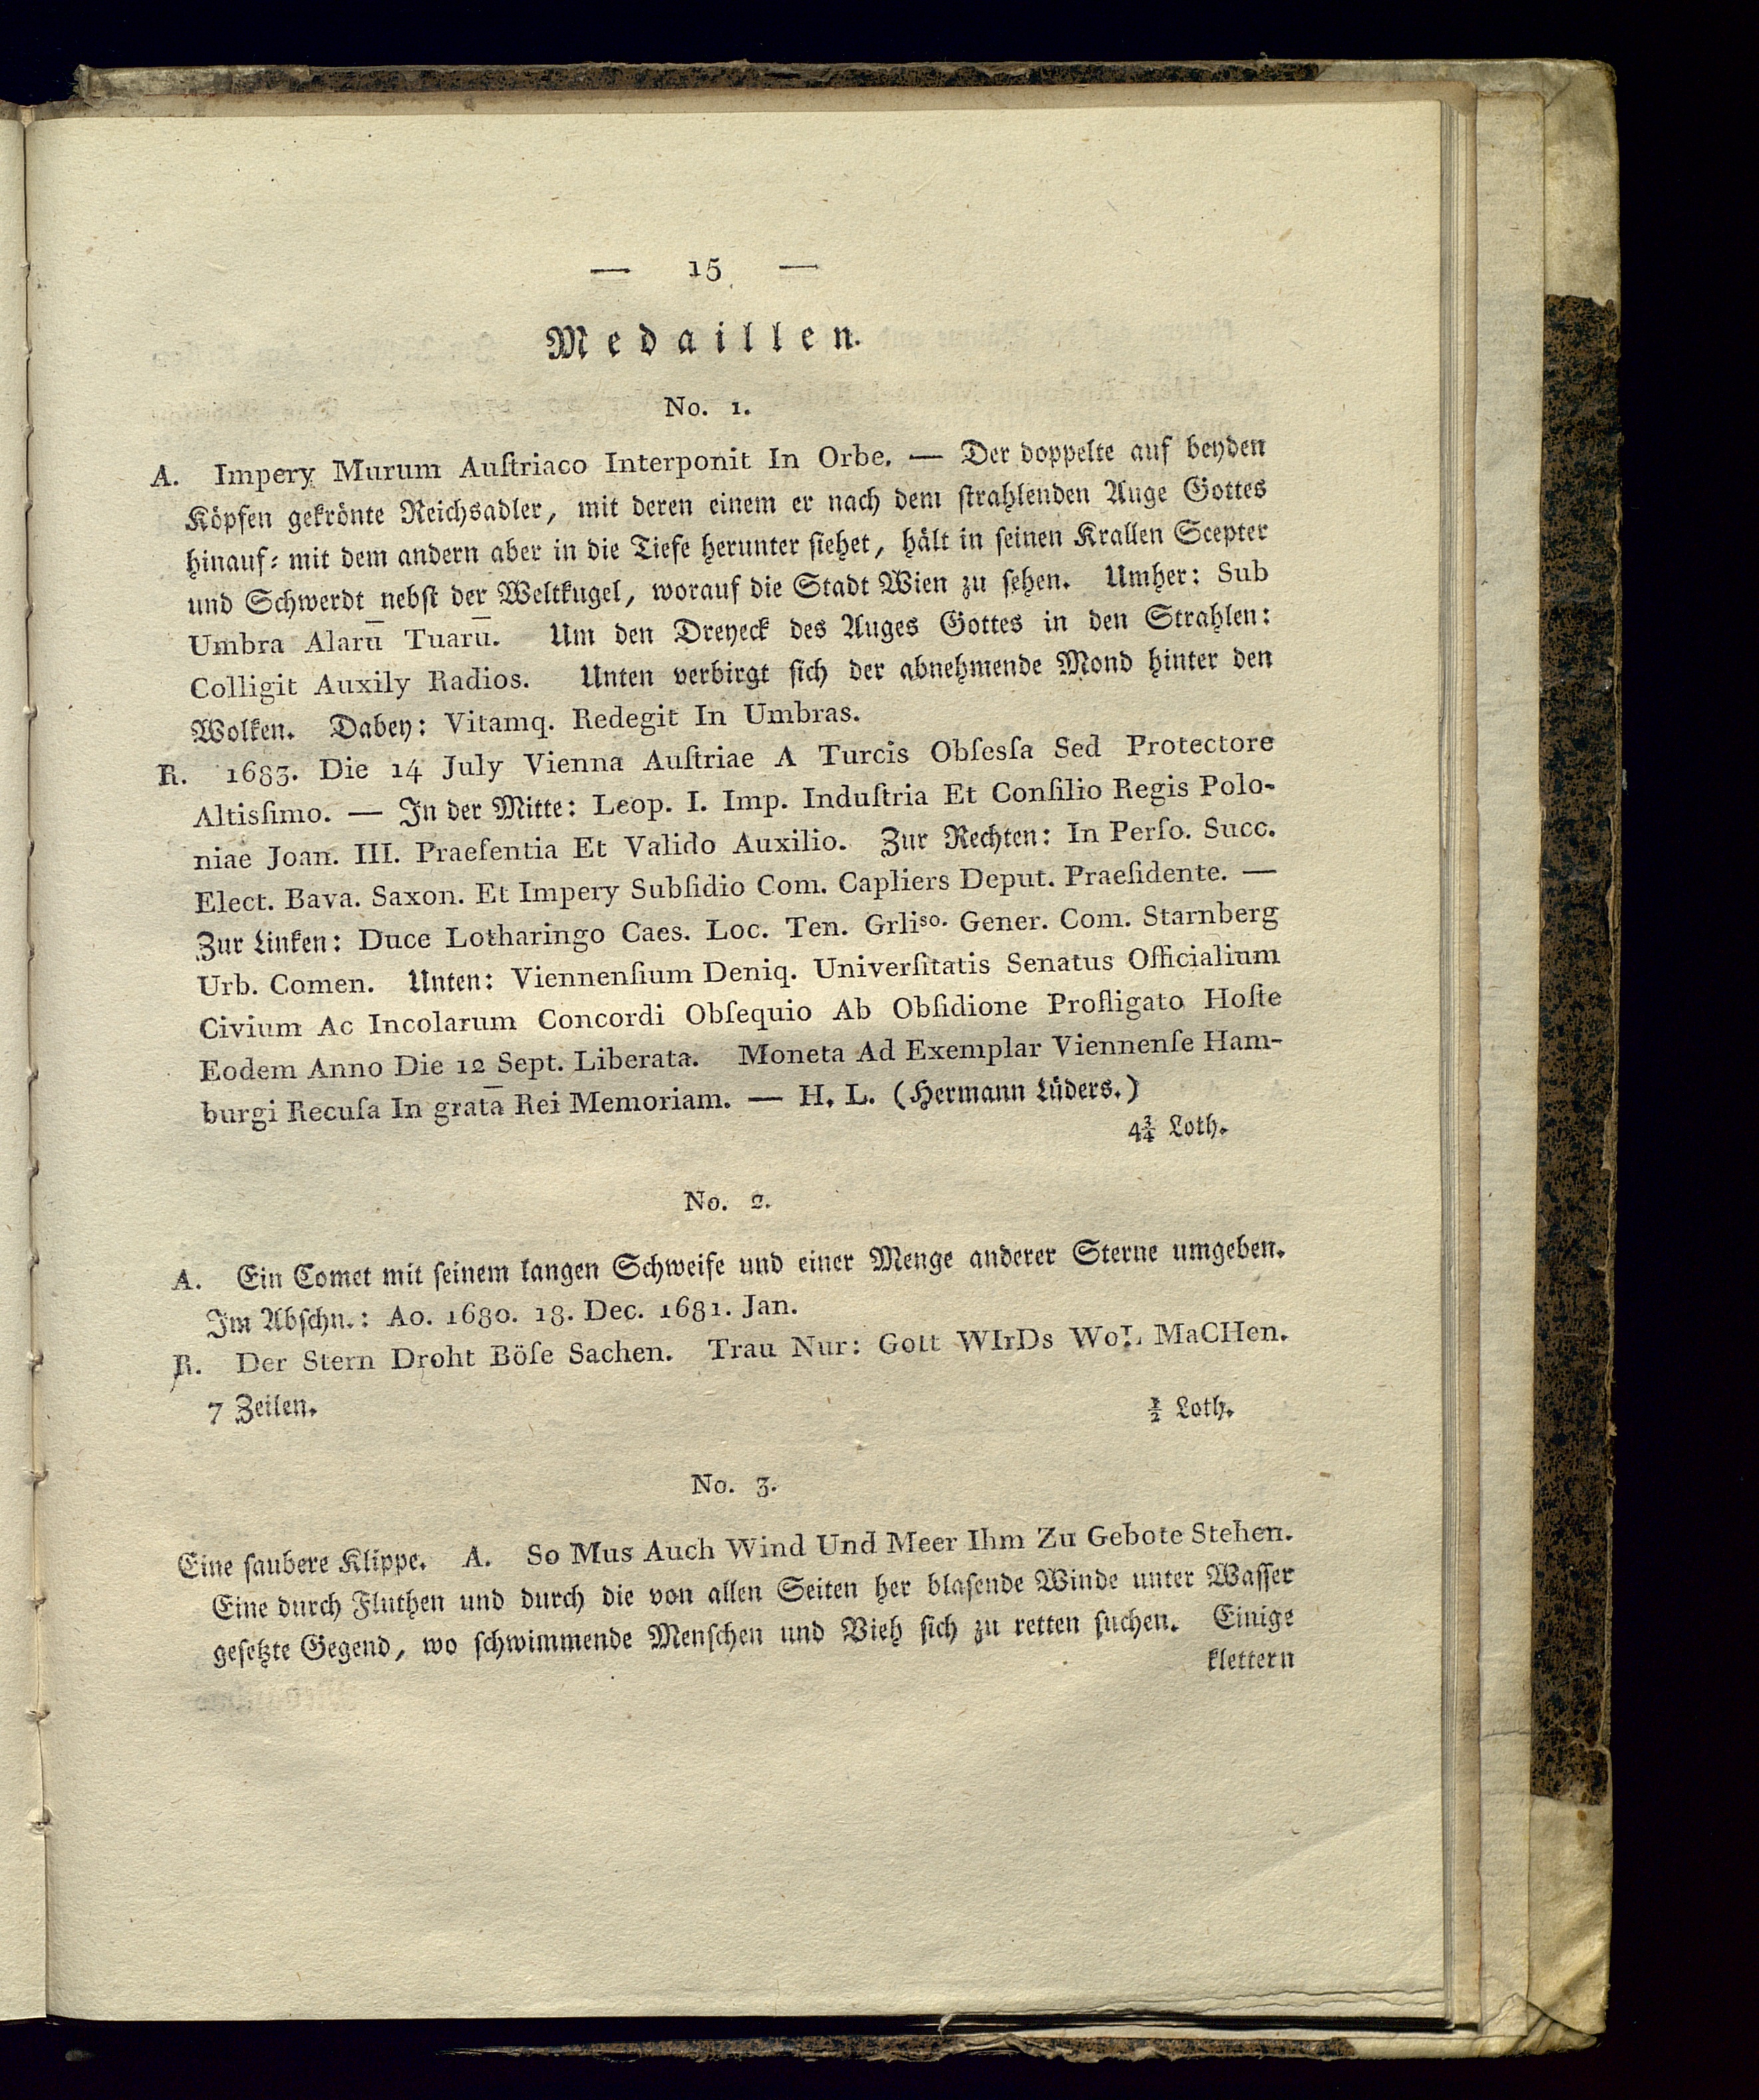 — 15 —
Medaillen.
No. 1.
A. Impery Murum Auſtriaco Interponit In Orbe. — Der doppelte auf beyden
Köpfen gekrönte Reichsadler, mit deren einem er nach dem ſtrahlenden Auge Gottes
hinauf⸗ mit dem andern aber in die Tiefe herunter ſiehet, hält in ſeinen Krallen Scepter
und Schwerdt nebſt der Weltkugel, worauf die Stadt Wien zu ſehen. Umher: Sub
Umbra Alarū Tuarū. Um den Dreyeck des Auges Gottes in den Strahlen:
Colligit Auxily Radios. Unten verbirgt ſich der abnehmende Mond hinter den
Wolken. Dabey: Vitamq. Redegit In Umbras.
R. 1683. Die 14 July Vienna Auſtriae A Turcis Obſesſa Sed Protectore
Altisſimo. — In der Mitte: Leop. I. Imp. Induſtria Et Conſilio Regis Polo-
niae Joan. III. Praeſentia Et Valido Auxilio. Zur Rechten: In Perſo. Succ.
Elect. Bava. Saxon. Et Impery Subſidio Com. Capliers Deput. Praeſidente. —
Zur Linken: Duce Lotharingo Caes. Loc. Ten. Grliso. Gener. Com. Starnberg
Urb. Comen. Unten: Viennenſium Deniq. Univerſitatis Senatus Officialium
Civium Ac Incolarum Concordi Obſequio Ab Obſidione Profligato Hoſte
Eodem Anno Die 12 Sept. Liberata. Moneta Ad Exemplar Viennenſe Ham-
burgi Recuſa In gratā Rei Memoriam. — H. L. (Hermann Lüders.)
4¾ Loth.
No. 2.
A. Ein Comet mit ſeinem langen Schweife und einer Menge anderer Sterne umgeben.
Im Abſchn.: Ao. 1680. 18. Dec. 1681. Jan.
R. Der Stern Droht Böſe Sachen. Trau Nur: Gott WIrDs WoL MaCHen.
7 Zeilen. ½ Loth.
No. 3.
Eine ſaubere Klippe. A. So Mus Auch Wind Und Meer Ihm Zu Gebote Stehen.
Eine durch Fluthen und durch die von allen Seiten her blaſende Winde unter Waſſer
geſetzte Gegend, wo ſchwimmende Menſchen und Vieh ſich zu retten ſuchen. Einige
klettern